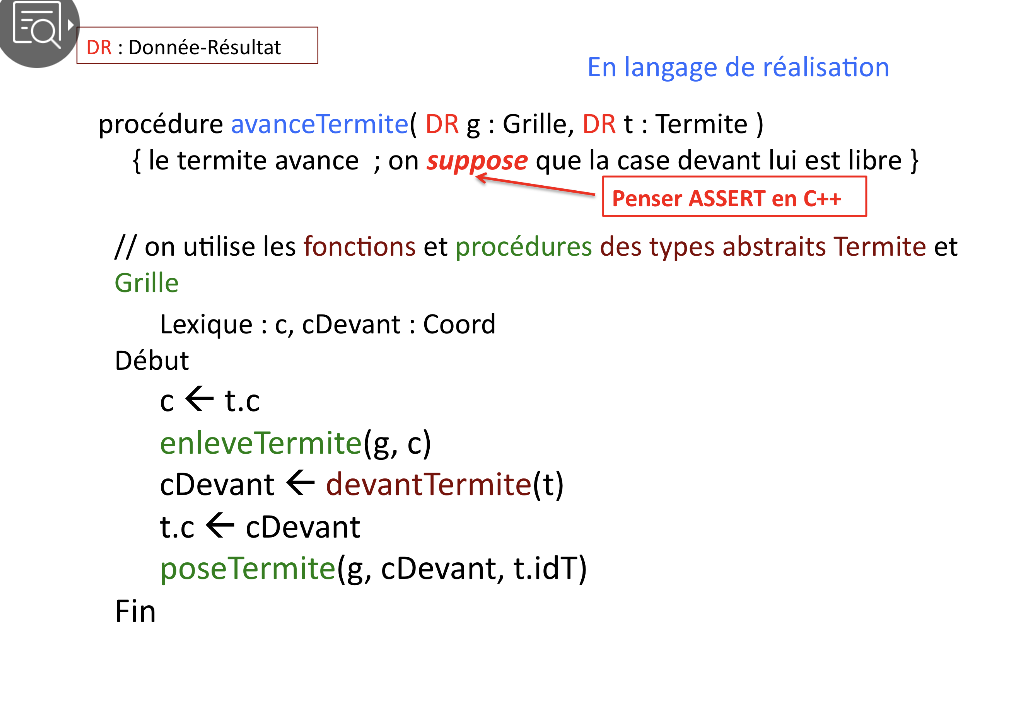 DR : Donnée-Résultat
En langage de réalisation
procédure avanceTermite( DR g : Grille, DR t : Termite )
{ le termite avance ; on suppose que la case devant lui est libre }
Penser ASSERT en C++
// on utilise les fonctions et procédures des types abstraits Termite et
Grille
Lexique : c, cDevant : Coord
Début
c ← t.c
enleveTermite(g, c)
cDevant ← devantTermite(t)
t.c ← cDevant
poseTermite(g, cDevant, t.idT)
Fin